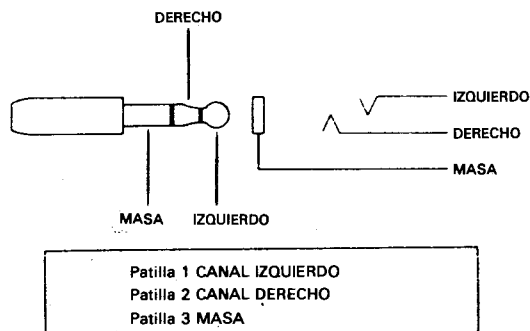 DERECHO
IZQUIERDO
DERECHO
MASA
MASA IZQUIERDO
Patilla 1 CANAL IZQUIERDO
Patilla 2 CANAL DERECHO
Patilla 3 MASA